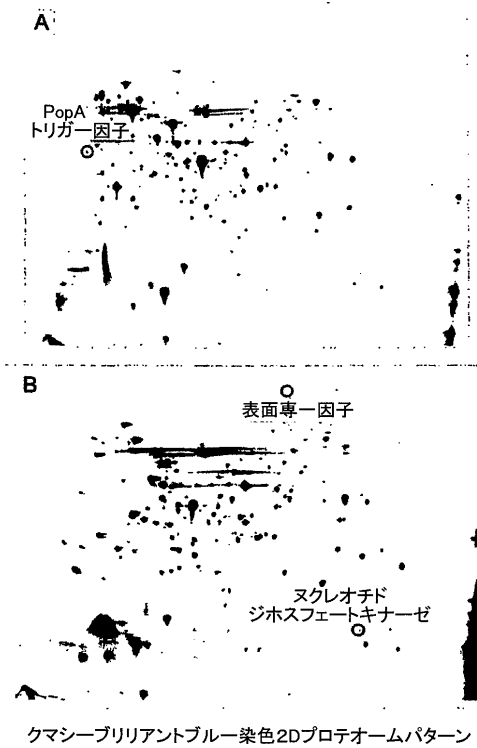 A
PopA
トリガー因子
B
表面専一因子
ヌクレオチド
ジホスフェートキナーゼ
クマシーブリリアントブルー染色2Dプロテオームパターン